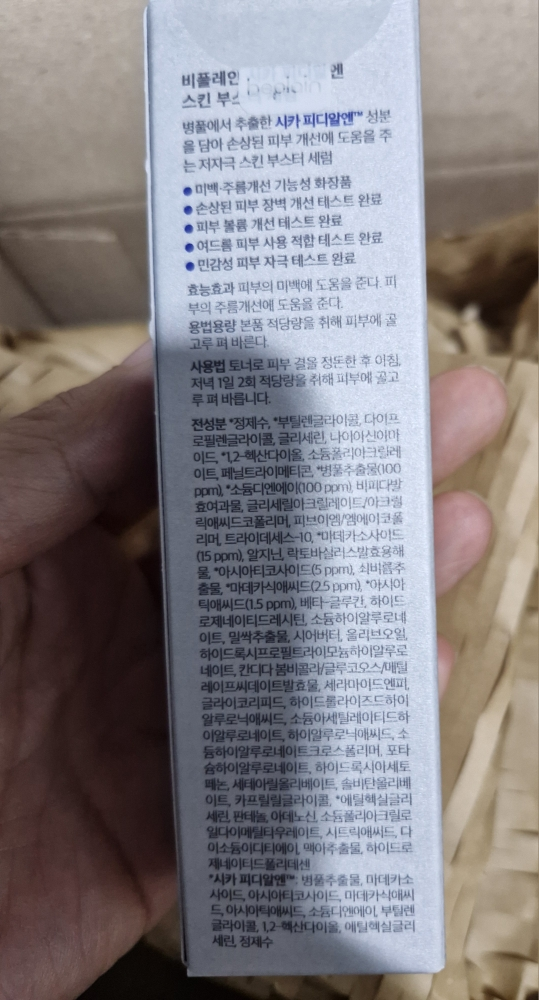 비풀레인
스킨 부스
병풀에서 추출한 시카 피디알엔™ 성분
을 담아 손상된 피부 개선에 도움을 주
는 저자극 스킨 부스터 세럼
● 미백·주름개선 기능성 화장품
● 손상된 피부 장벽 개선 테스트 완료
● 피부 볼륨 개선 테스트 완료
● 여드름 피부 사용 적합 테스트 완료
● 민감성 피부 자극 테스트 완료
효능효과 피부의 미백에 도움을 준다. 피
부의 주름개선에 도움을 준다.
용법용량 본품 적당량을 취해 피부에 골
고루 펴 바른다.
사용법 토너로 피부 결을 정돈한 후 아침,
저녁 1일 2회 적당량을 취해 피부에 골고
루 펴 바릅니다.
전성분 *정제수, *부틸렌글라이콜, 다이프
로필렌글라이콜, 글리세린, 나이아신아마
이드, *1,2-헥산다이올, 소듐폴리아크릴레
이트, 페닐트라이메티콘, *병풀추출물(100
ppm), *소듐디엔에이(100 ppm), 비피다발
효여과물, 글리세릴아크릴레이트/아크릴
릭애씨드코폴리머, 피브이엠/엠에이코폴
리머, 트라이데세스-10, *마데카소사이드
(15 ppm), 알지닌, 락토바실러스발효용해
물, *아시아티코사이드(5 ppm), 쇠비름추
출물, *마데카식애씨드(2.5 ppm), *아시아
틱애씨드(1.5 ppm), 베타-글루칸, 하이드
로제네이티드레시틴, 소듐하이알루로네
이트, 밀싹추출물, 시어버터, 올리브오일,
하이드록시프로필트라이모늄하이알루로
네이트, 칸디다 봄비콜라/글루코오스/메틸
레이프씨데이트발효물, 세라마이드엔피,
글라이코리피드, 하이드롤라이즈드하이
알루로닉애씨드, 소듐아세틸레이티드하
이알루로네이트, 하이알루로닉애씨드, 소
듐하이알루로네이트크로스폴리머, 포타
슘하이알루로네이트, 하이드록시아세토
페논, 세테아릴올리베이트, 솔비탄올리베
이트, 카프릴릴글라이콜, *에틸헥실글리
세린, 판테놀, 아데노신, 소듐폴리아크릴로
일다이메틸타우레이트, 시트릭애씨드, 다
이소듐이디티에이, 맥아추출물, 하이드로
제네이티드폴리데센
*시카 피디알엔™: 병풀추출물, 마데카소
사이드, 아시아티코사이드, 마데카식애씨
드, 아시아틱애씨드, 소듐디엔에이, 부틸렌
글라이콜, 1,2-헥산다이올, 에틸헥실글리
세린, 정제수